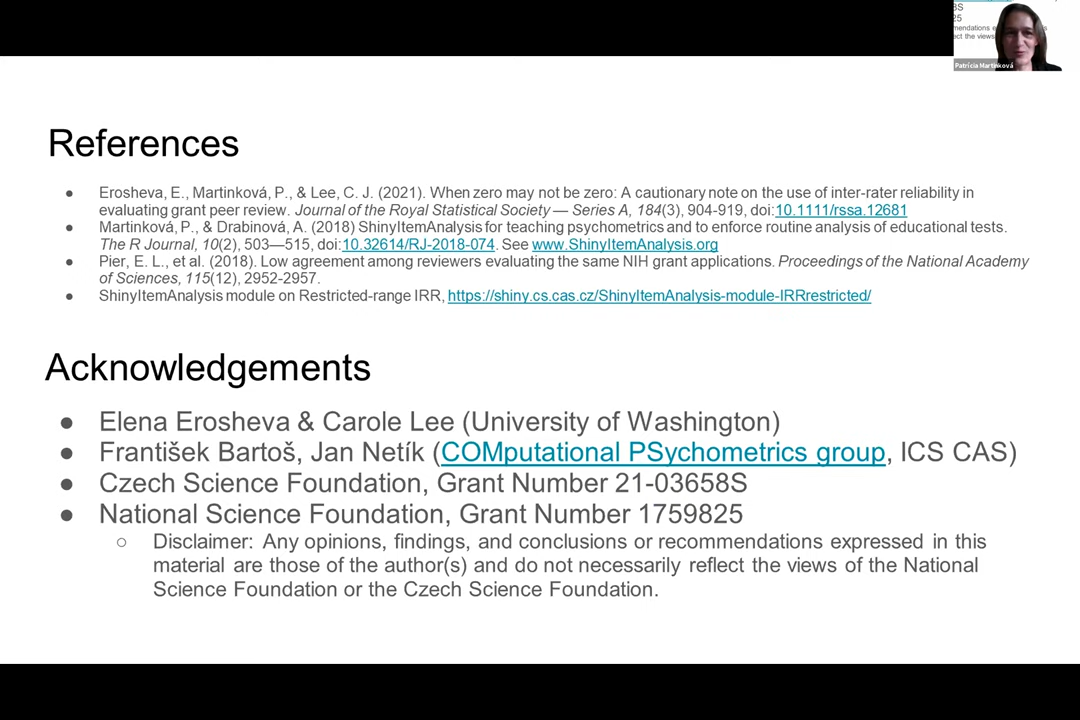 3S
25
mendations e s
ect the views
Patrícia Martinková
References
● Erosheva, E., Martinková, P., & Lee, C. J. (2021). When zero may not be zero: A cautionary note on the use of inter-rater reliability in
evaluating grant peer review. Journal of the Royal Statistical Society — Series A, 184(3), 904-919, doi:10.1111/rssa.12681
● Martinková, P., & Drabinová, A. (2018) ShinyItemAnalysis for teaching psychometrics and to enforce routine analysis of educational tests.
The R Journal, 10(2), 503—515, doi:10.32614/RJ-2018-074. See www.ShinyItemAnalysis.org
● Pier, E. L., et al. (2018). Low agreement among reviewers evaluating the same NIH grant applications. Proceedings of the National Academy
of Sciences, 115(12), 2952-2957.
● ShinyItemAnalysis module on Restricted-range IRR, https://shiny.cs.cas.cz/ShinyItemAnalysis-module-IRRrestricted/
Acknowledgements
● Elena Erosheva & Carole Lee (University of Washington)
● František Bartoš, Jan Netík (COMputational PSychometrics group, ICS CAS)
● Czech Science Foundation, Grant Number 21-03658S
● National Science Foundation, Grant Number 1759825
○ Disclaimer: Any opinions, findings, and conclusions or recommendations expressed in this
material are those of the author(s) and do not necessarily reflect the views of the National
Science Foundation or the Czech Science Foundation.